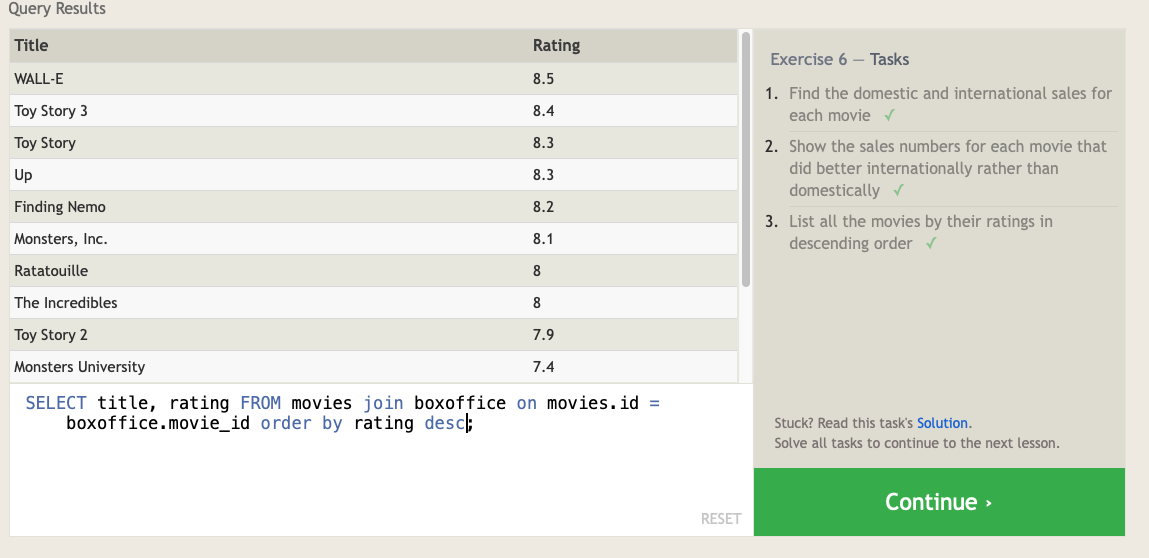 Query Results
Title Rating
WALL-E 8.5
Toy Story 3 8.4
Toy Story 8.3
Up 8.3
Finding Nemo 8.2
Monsters, Inc. 8.1
Ratatouille 8
The Incredibles 8
Toy Story 2 7.9
Monsters University 7.4
SELECT title, rating FROM movies join boxoffice on movies.id =
boxoffice.movie_id order by rating desc;
RESET
Exercise 6 — Tasks
1. Find the domestic and international sales for
each movie ✓
2. Show the sales numbers for each movie that
did better internationally rather than
domestically ✓
3. List all the movies by their ratings in
descending order ✓
Stuck? Read this task's Solution.
Solve all tasks to continue to the next lesson.
Continue ›